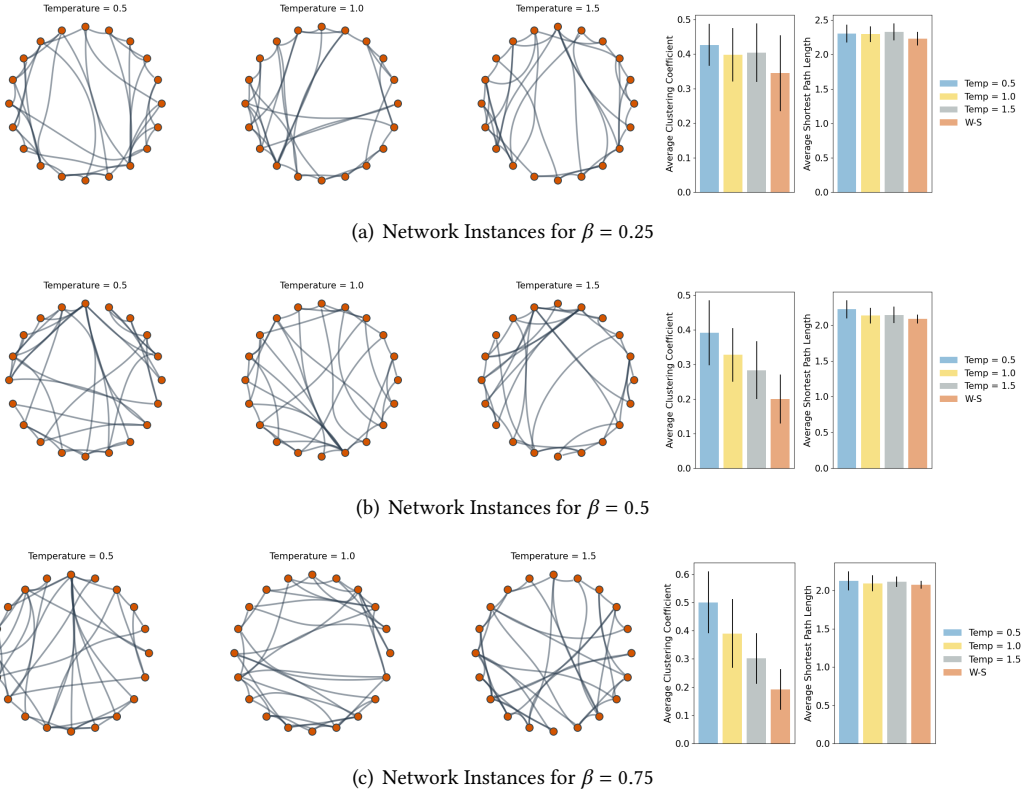 Temperature = 0.5
Temperature = 1.0
Temperature = 1.5
Average Clustering Coefficient
0.5
0.4
0.3
0.2
0.1
0.0
Average Shortest Path Length
2.5
2.0
1.5
1.0
0.5
0.0
Temp = 0.5
Temp = 1.0
Temp = 1.5
W-S
(a) Network Instances for β = 0.25
Temperature = 0.5
Temperature = 1.0
Temperature = 1.5
Average Clustering Coefficient
0.5
0.4
0.3
0.2
0.1
0.0
Average Shortest Path Length
2.0
1.5
1.0
0.5
0.0
Temp = 0.5
Temp = 1.0
Temp = 1.5
W-S
(b) Network Instances for β = 0.5
Temperature = 0.5
Temperature = 1.0
Temperature = 1.5
Average Clustering Coefficient
0.6
0.5
0.4
0.3
0.2
0.1
0.0
Average Shortest Path Length
2.0
1.5
1.0
0.5
0.0
Temp = 0.5
Temp = 1.0
Temp = 1.5
W-S
(c) Network Instances for β = 0.75